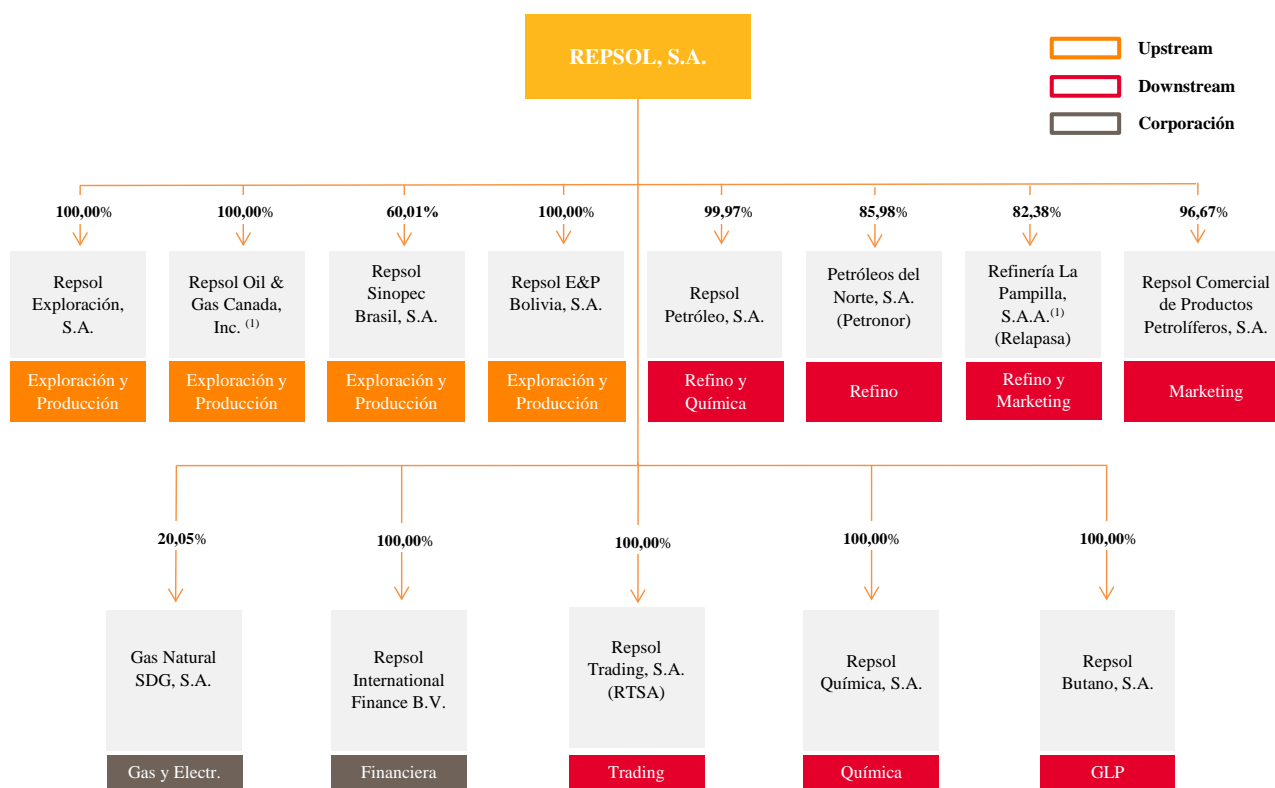 REPSOL, S.A.
Upstream
Downstream
Corporación
100,00%
100,00%
60,01%
100,00%
99,97%
85,98%
82,38%
96,67%
Repsol
Exploración,
S.A.
Exploración y
Producción
Repsol Oil &
Gas Canada,
Inc. (1)
Exploración y
Producción
Repsol
Sinopec
Brasil, S.A.
Exploración y
Producción
Repsol E&P
Bolivia, S.A.
Exploración y
Producción
Repsol
Petróleo, S.A.
Refino y
Química
Petróleos del
Norte, S.A.
(Petronor)
Refino
Refinería La
Pampilla,
S.A.A.(1)
(Relapasa)
Refino y
Marketing
Repsol Comercial
de Productos
Petrolíferos, S.A.
Marketing
20,05%
100,00%
100,00%
100,00%
100,00%
Gas Natural
SDG, S.A.
Gas y Electr.
Repsol
International
Finance B.V.
Financiera
Repsol
Trading, S.A.
(RTSA)
Trading
Repsol
Química, S.A.
Química
Repsol
Butano, S.A.
GLP